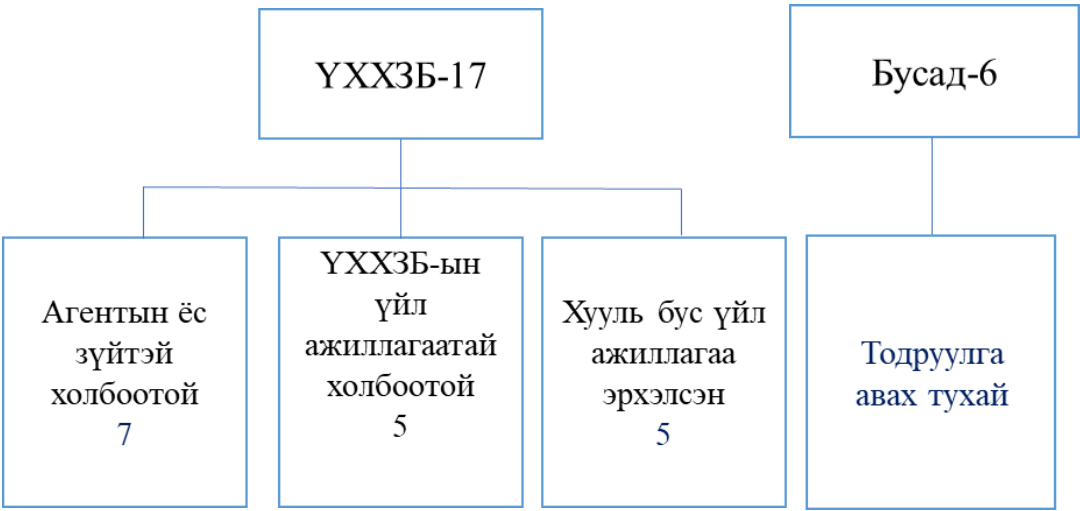 ҮХХЗБ-17
Бусад-6
Агентын ёс
зүйтэй
холбоотой
7
ҮХХЗБ-ын
үйл
ажиллагаатай
холбоотой
5
Хууль бус үйл
ажиллагаа
эрхэлсэн
5
Тодруулга
авах тухай